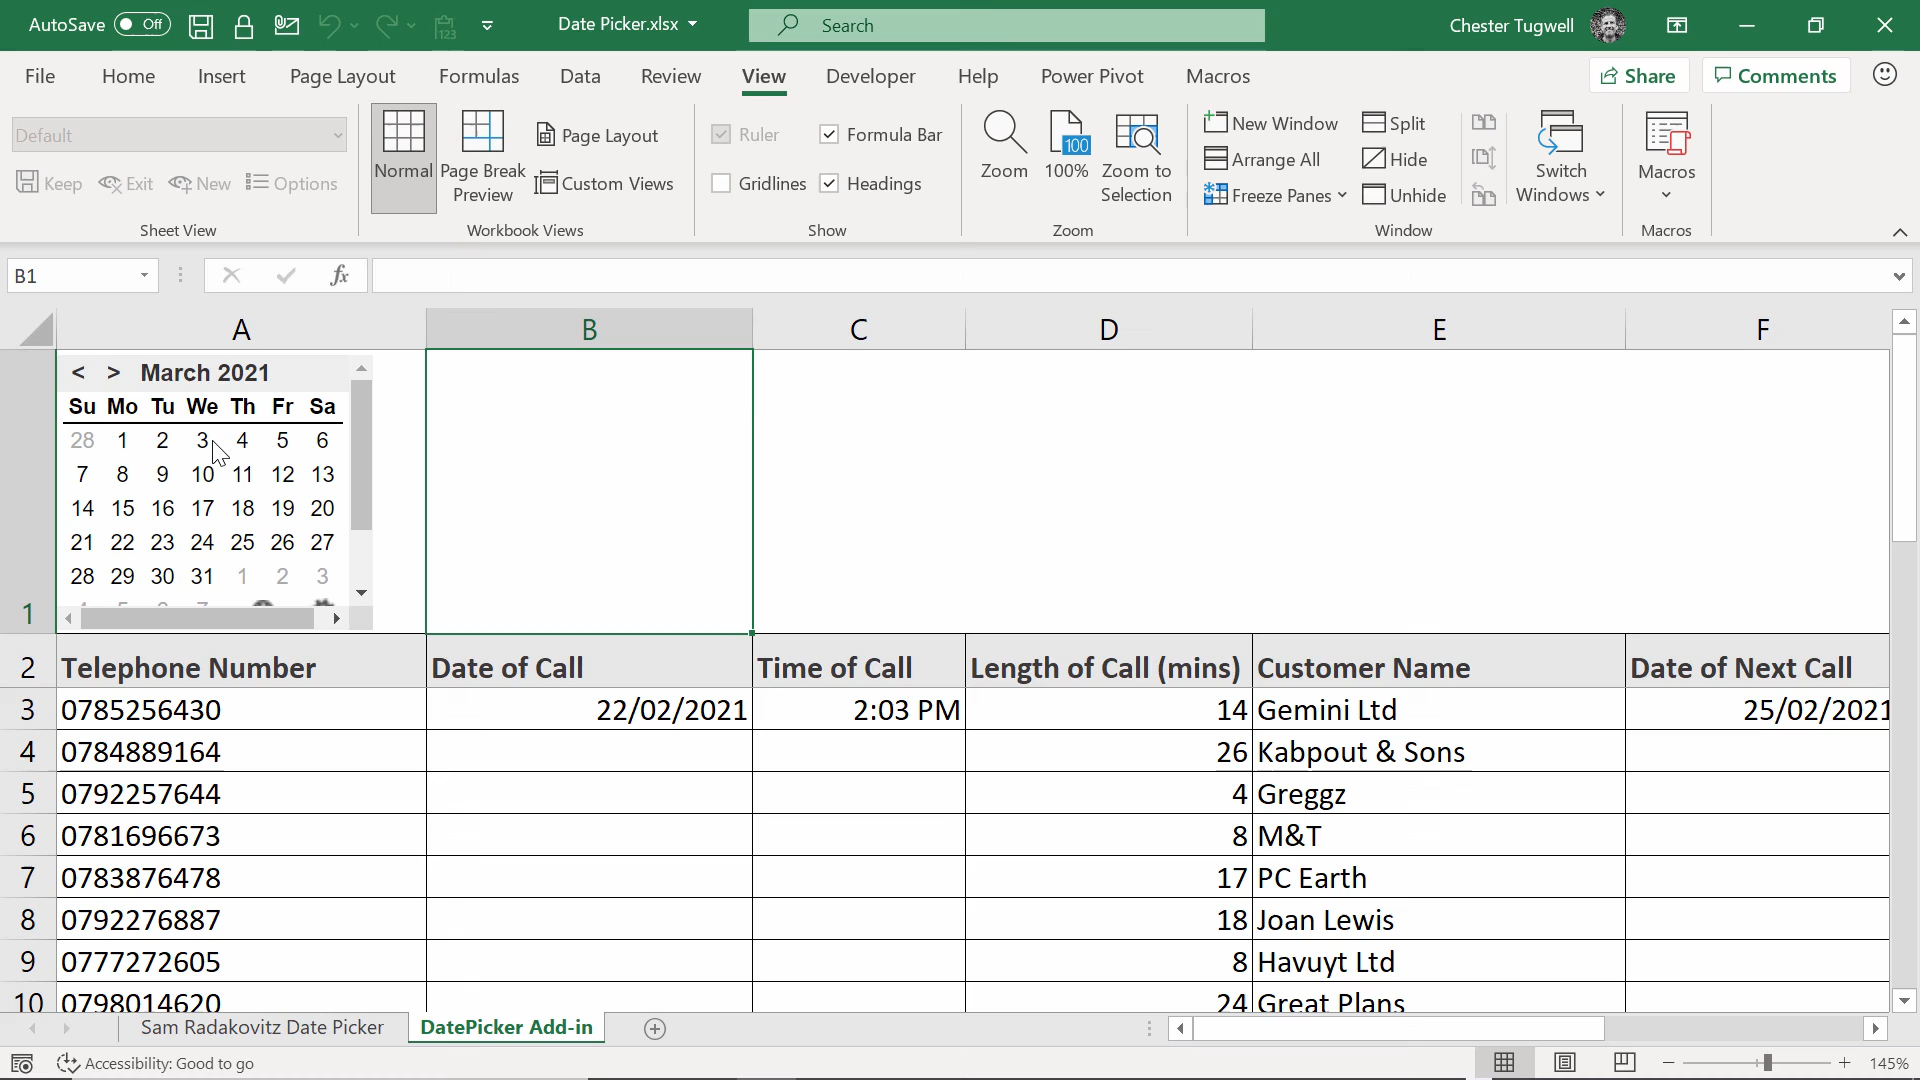 AutoSave Off Date Picker.xlsx Search Chester Tugwell
File Home Insert Page Layout Formulas Data Review View Developer Help Power Pivot Macros Share Comments
Default
Keep Exit New Options
Sheet View
Normal
Page Break Preview
Page Layout
Custom Views
Workbook Views
Ruler Formula Bar
Gridlines Headings
Show
Zoom
100
100%
Zoom to Selection
Zoom
New Window
Arrange All
Freeze Panes
Split
Hide
Unhide
Switch Windows
Window
Macros
Macros
B1 fx
A B C D E F
< > March 2021
Su Mo Tu We Th Fr Sa
28 1 2 3 4 5 6
7 8 9 10 11 12 13
14 15 16 17 18 19 20
21 22 23 24 25 26 27
28 29 30 31 1 2 3
1
2 Telephone Number Date of Call Time of Call Length of Call (mins) Customer Name Date of Next Call
3 0785256430 22/02/2021 2:03 PM 14 Gemini Ltd 25/02/2021
4 0784889164 26 Kabpout & Sons
5 0792257644 4 Greggz
6 0781696673 8 M&T
7 0783876478 17 PC Earth
8 0792276887 18 Joan Lewis
9 0777272605 8 Havuyt Ltd
10 0798014620 24 Great Plans
Sam Radakovitz Date Picker DatePicker Add-in
Accessibility: Good to go 145%